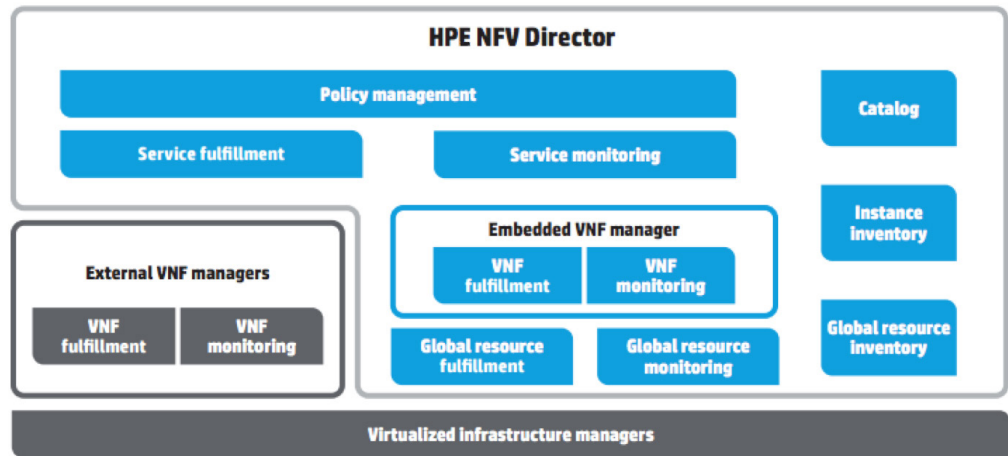 HPE NFV Director
Policy management
Catalog
Service fulfillment
Service monitoring
Instance
inventory
Embedded VNF manager
VNF
fulfillment
VNF
monitoring
External VNF managers
VNF
fulfillment
VNF
monitoring
Global resource
fulfillment
Global resource
monitoring
Global resource
inventory
Virtualized infrastructure managers